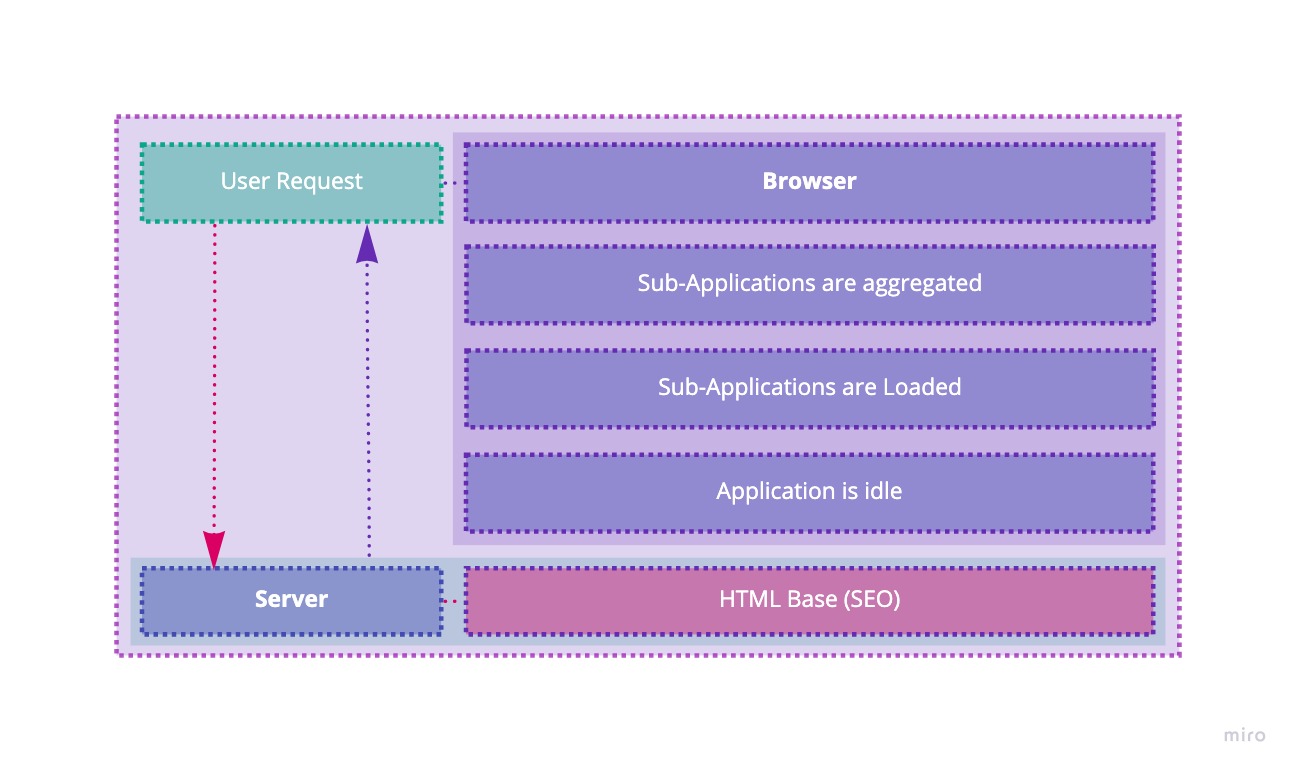 User Request
Browser
Sub-Applications are aggregated
Sub-Applications are Loaded
Application is idle
Server
HTML Base (SEO)
miro